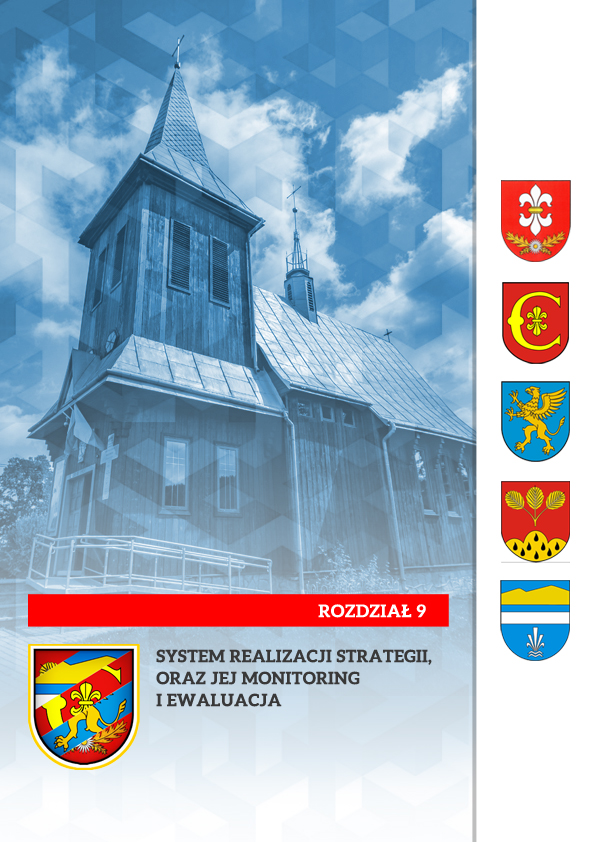 ROZDZIAŁ 9
SYSTEM REALIZACJI STRATEGII,
ORAZ JEJ MONITORING
I EWALUACJA